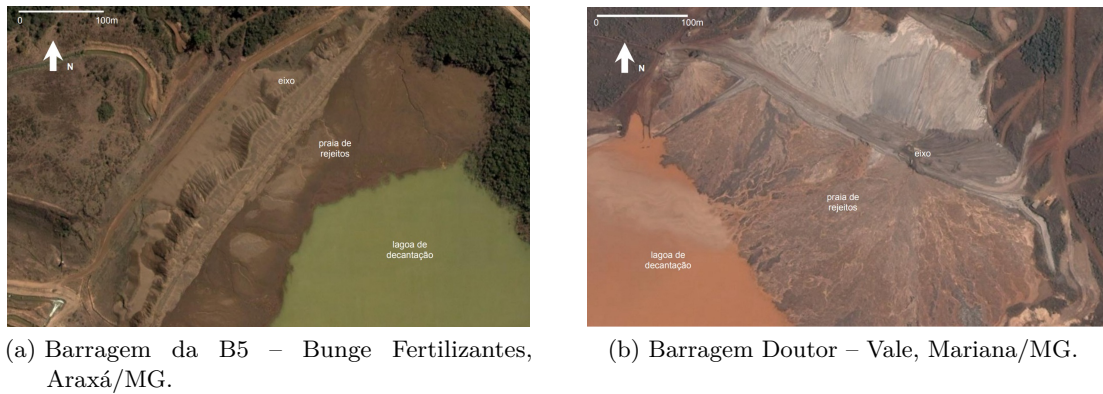 0 100m
N
eixo
praia de
rejeitos
lagoa de
decantação
(a) Barragem da B5 – Bunge Fertilizantes,
Araxá/MG.
0 100m
N
eixo
praia de
rejeitos
lagoa de
decantação
(b) Barragem Doutor – Vale, Mariana/MG.